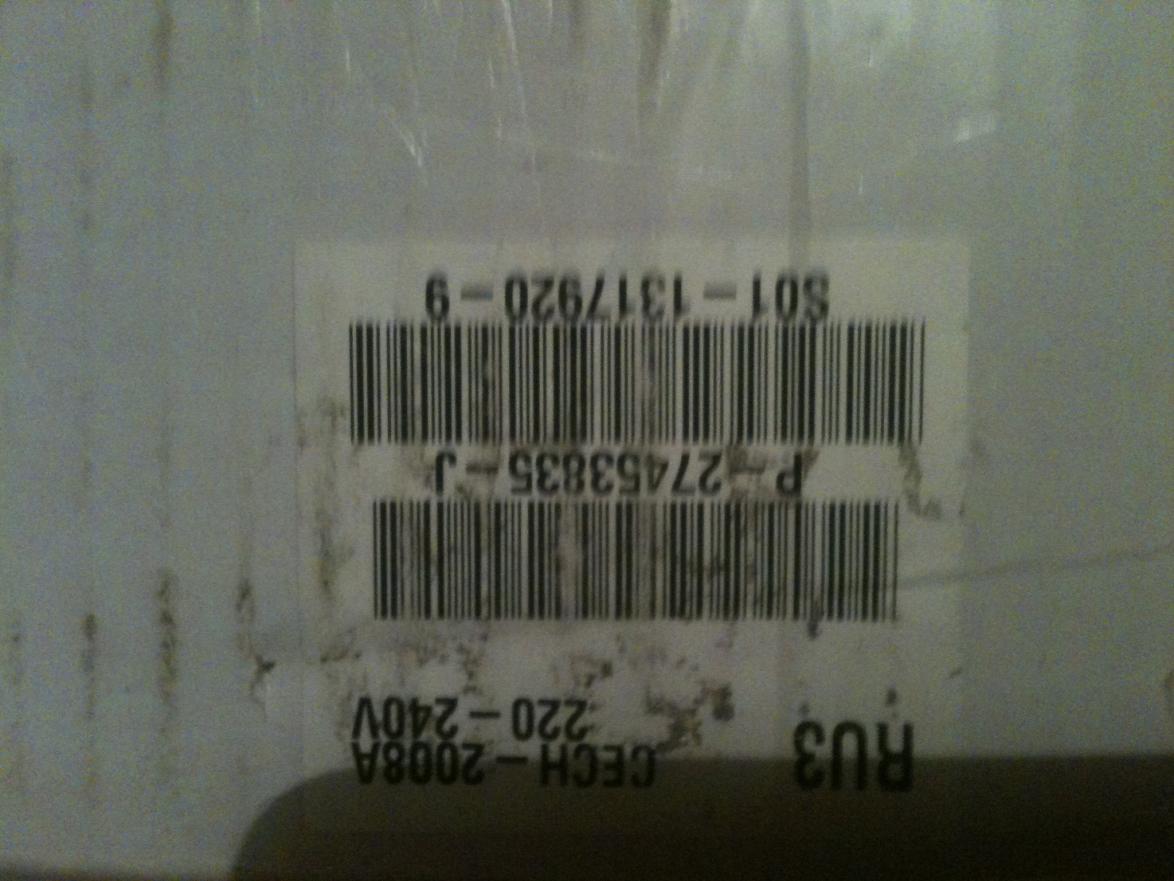 RU3
CECH-2008A
220-240V
P-27453835-J
S01-1317920-9